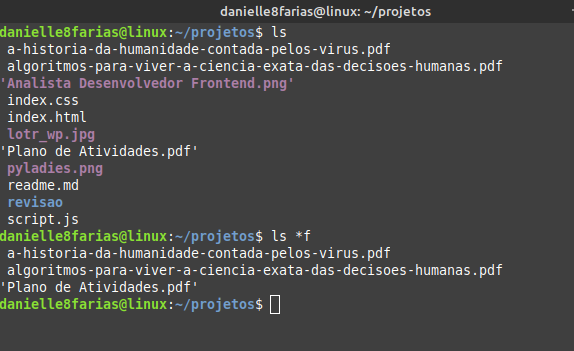 danielle8farias@linux: ~/projetos
danielle8farias@linux:~/projetos$ ls
a-historia-da-humanidade-contada-pelos-virus.pdf
algoritmos-para-viver-a-ciencia-exata-das-decisoes-humanas.pdf
'Analista Desenvolvedor Frontend.png'
index.css
index.html
lotr_wp.jpg
'Plano de Atividades.pdf'
pyladies.png
readme.md
revisao
script.js
danielle8farias@linux:~/projetos$ ls *f
a-historia-da-humanidade-contada-pelos-virus.pdf
algoritmos-para-viver-a-ciencia-exata-das-decisoes-humanas.pdf
'Plano de Atividades.pdf'
danielle8farias@linux:~/projetos$